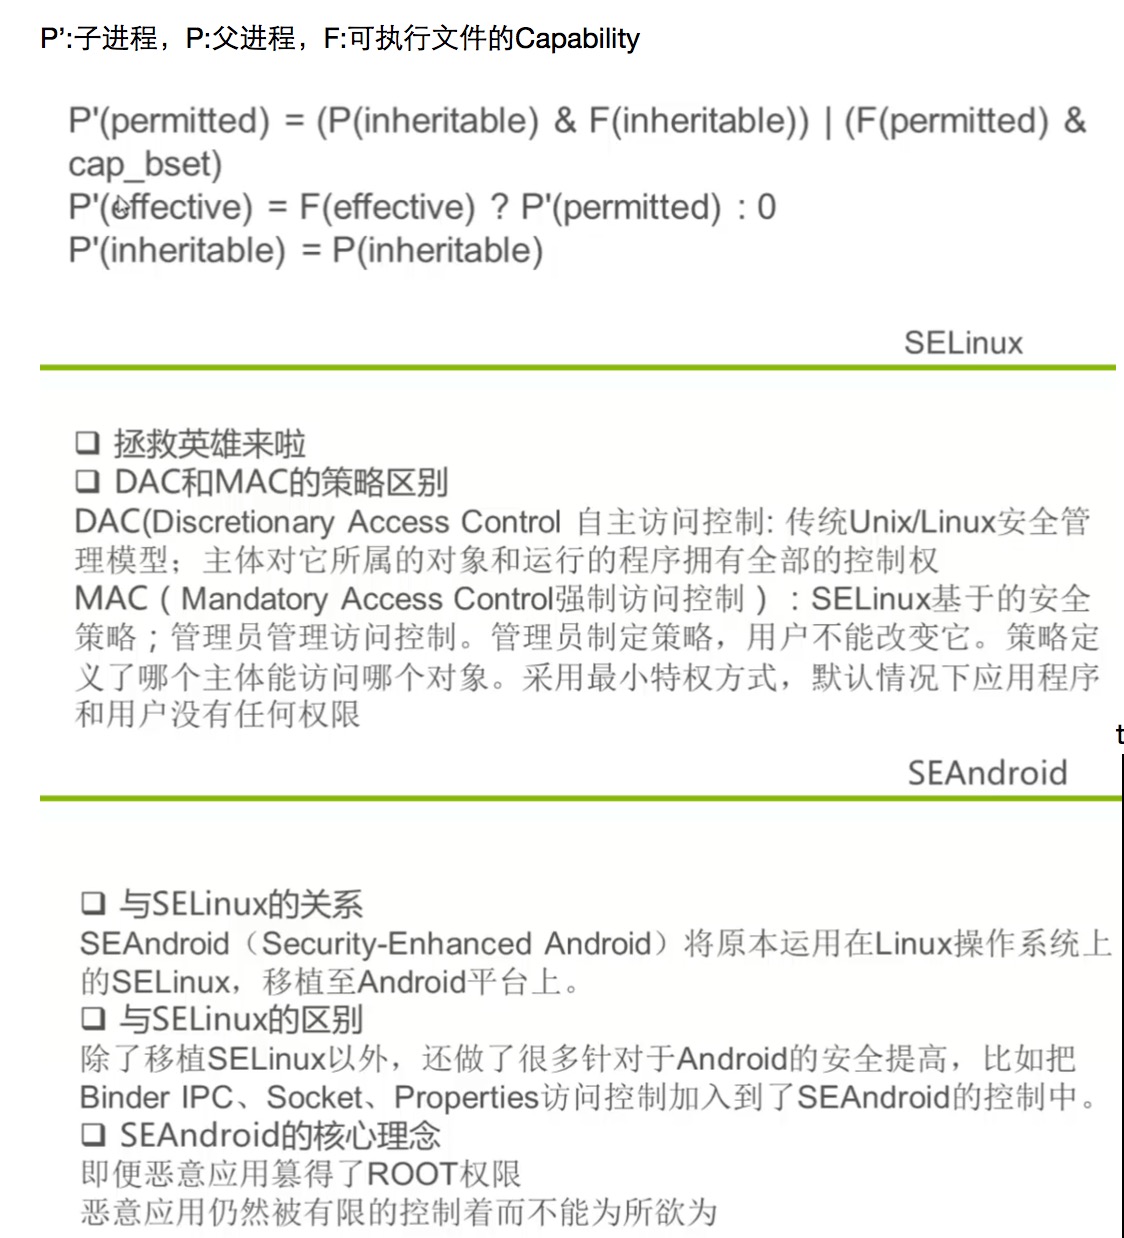 P’:子进程，P:父进程，F:可执行文件的Capability
P'(permitted) = (P(inheritable) & F(inheritable)) | (F(permitted) &
cap_bset)
P'(effective) = F(effective) ? P'(permitted) : 0
P'(inheritable) = P(inheritable)
SELinux
❑ 拯救英雄来啦
❑ DAC和MAC的策略区别
DAC(Discretionary Access Control 自主访问控制: 传统Unix/Linux安全管
理模型；主体对它所属的对象和运行的程序拥有全部的控制权
MAC ( Mandatory Access Control强制访问控制 ) : SELinux基于的安全
策略 ; 管理员管理访问控制。管理员制定策略，用户不能改变它。策略定
义了哪个主体能访问哪个对象。采用最小特权方式，默认情况下应用程序
和用户没有任何权限
t
SEAndroid
❑ 与SELinux的关系
SEAndroid（Security-Enhanced Android）将原本运用在Linux操作系统上
的SELinux，移植至Android平台上。
❑ 与SELinux的区别
除了移植SELinux以外，还做了很多针对于Android的安全提高，比如把
Binder IPC、Socket、Properties访问控制加入到了SEAndroid的控制中。
❑ SEAndroid的核心理念
即便恶意应用篡得了ROOT权限
恶意应用仍然被有限的控制着而不能为所欲为